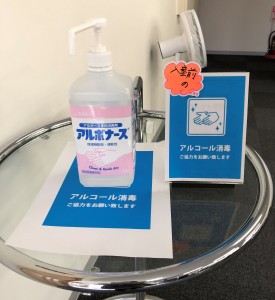 アルボナース
アルコール消毒
ご協力をお願い致します
入室前
の
アルコール消毒
ご協力をお願い致します